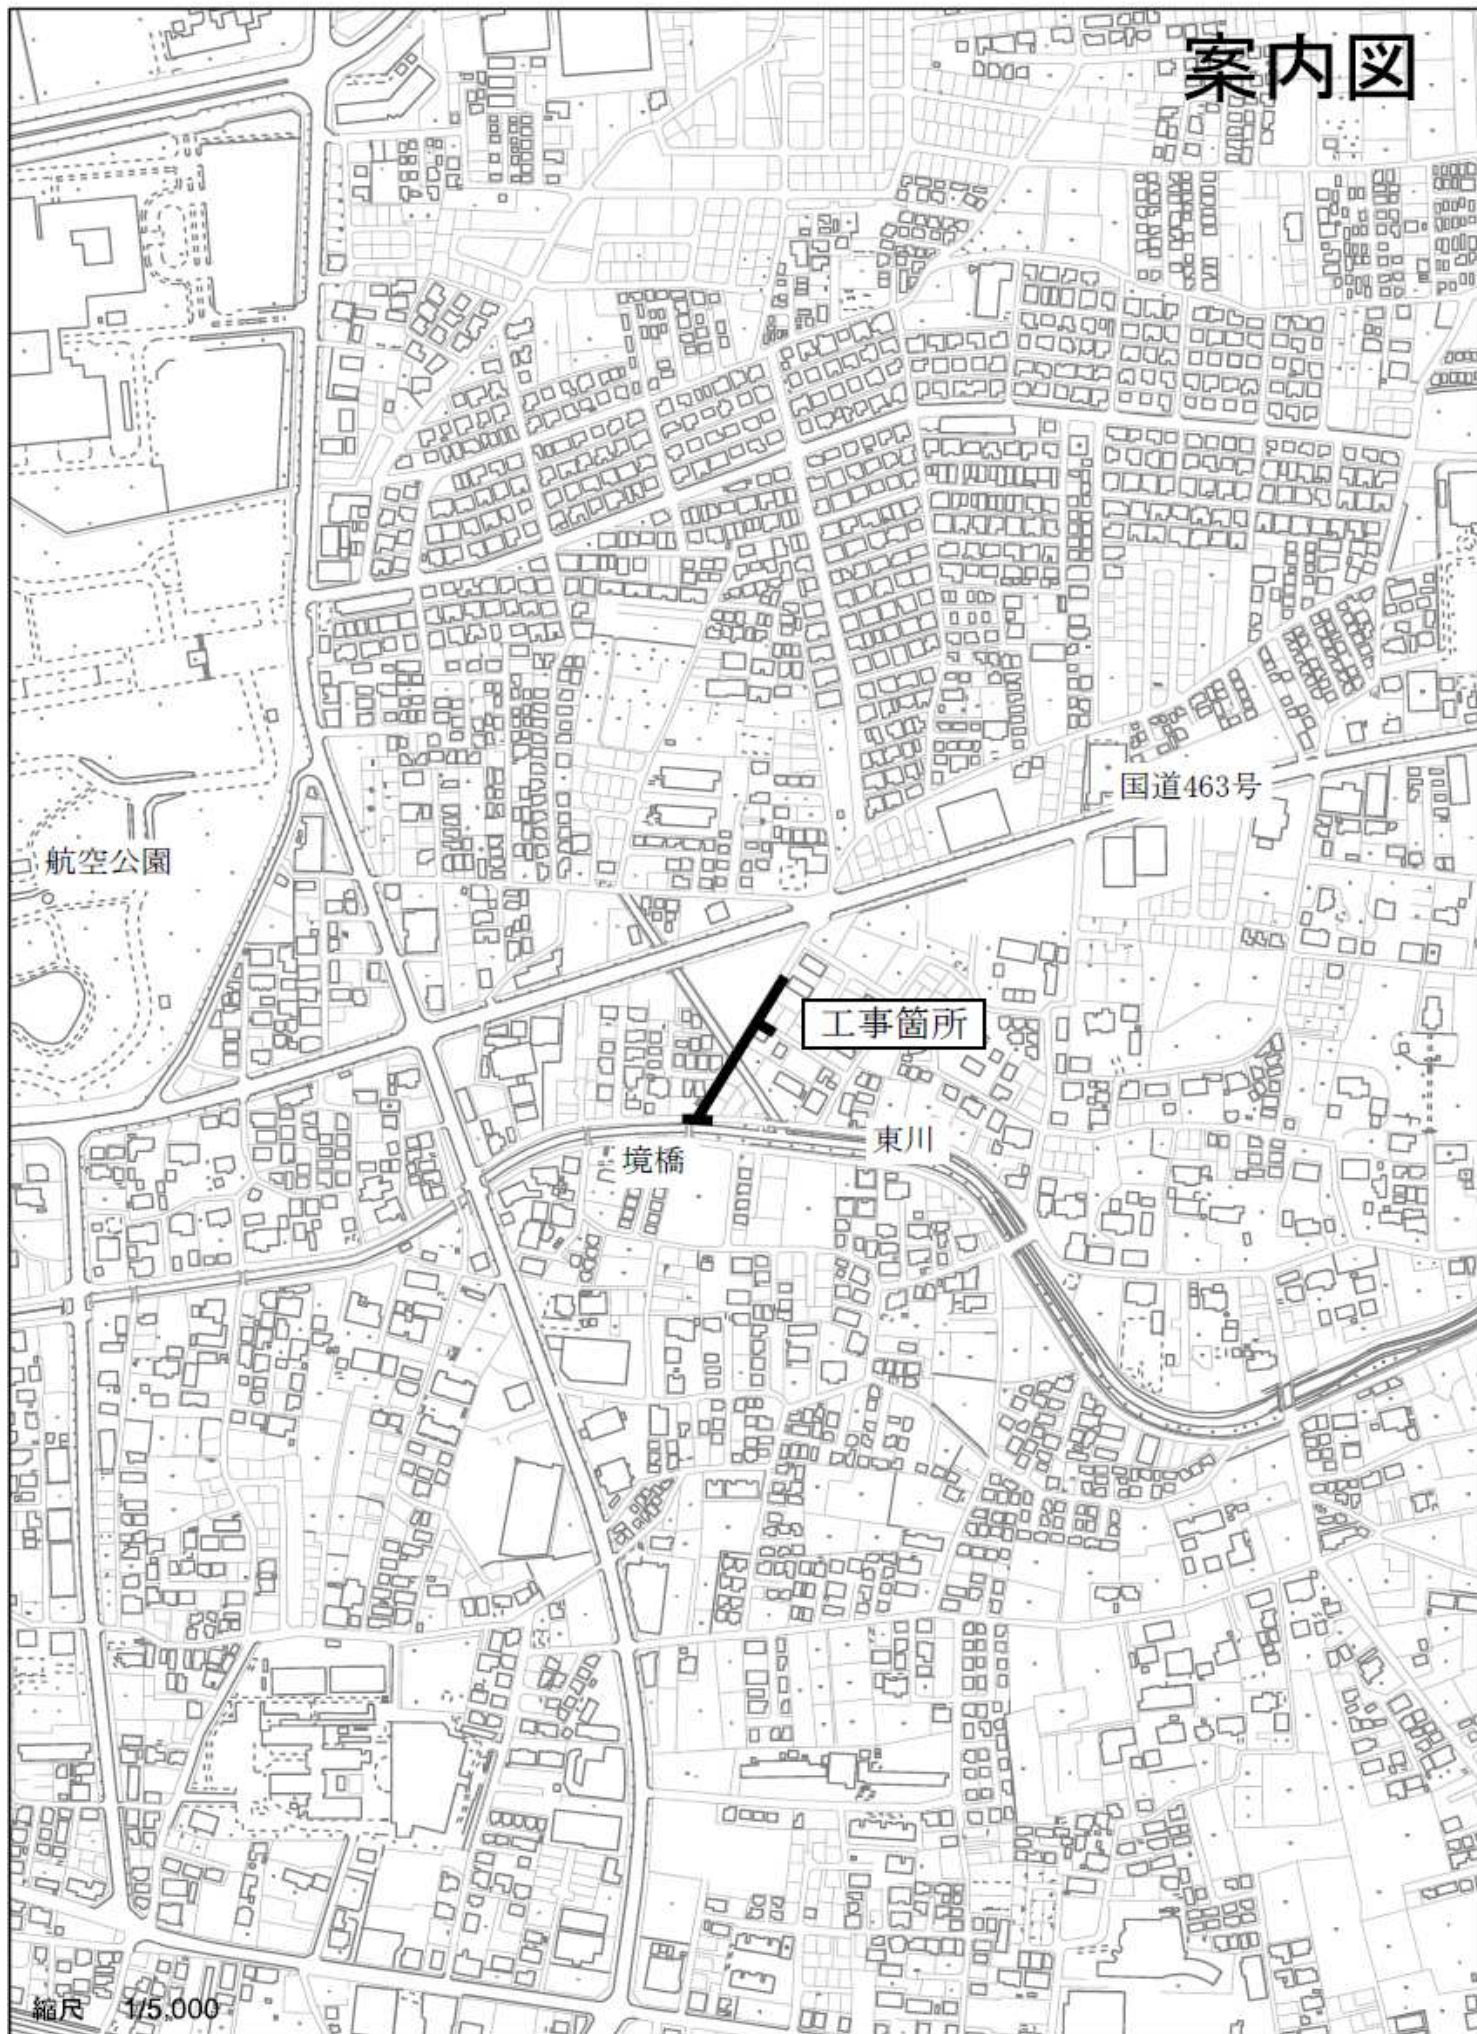 案内図
国道463号
航空公園
工事箇所
東川
境橋
縮尺 1/5,000